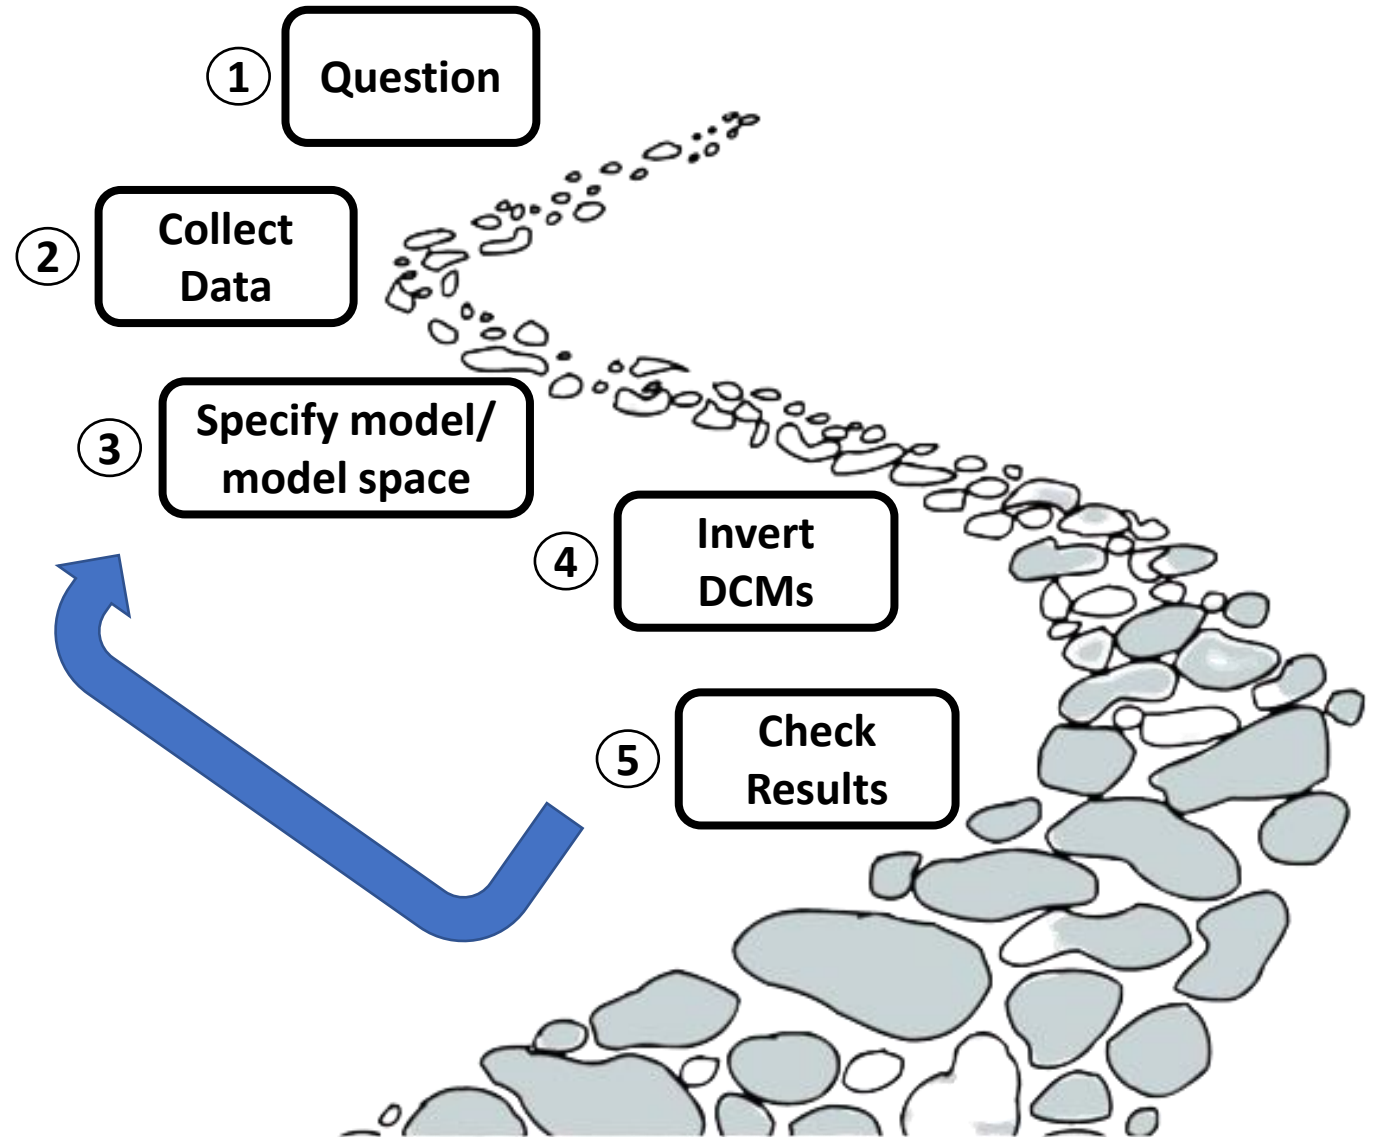 1
Question
2
Collect
Data
3
Specify model/
model space
4
Invert
DCMs
5
Check
Results